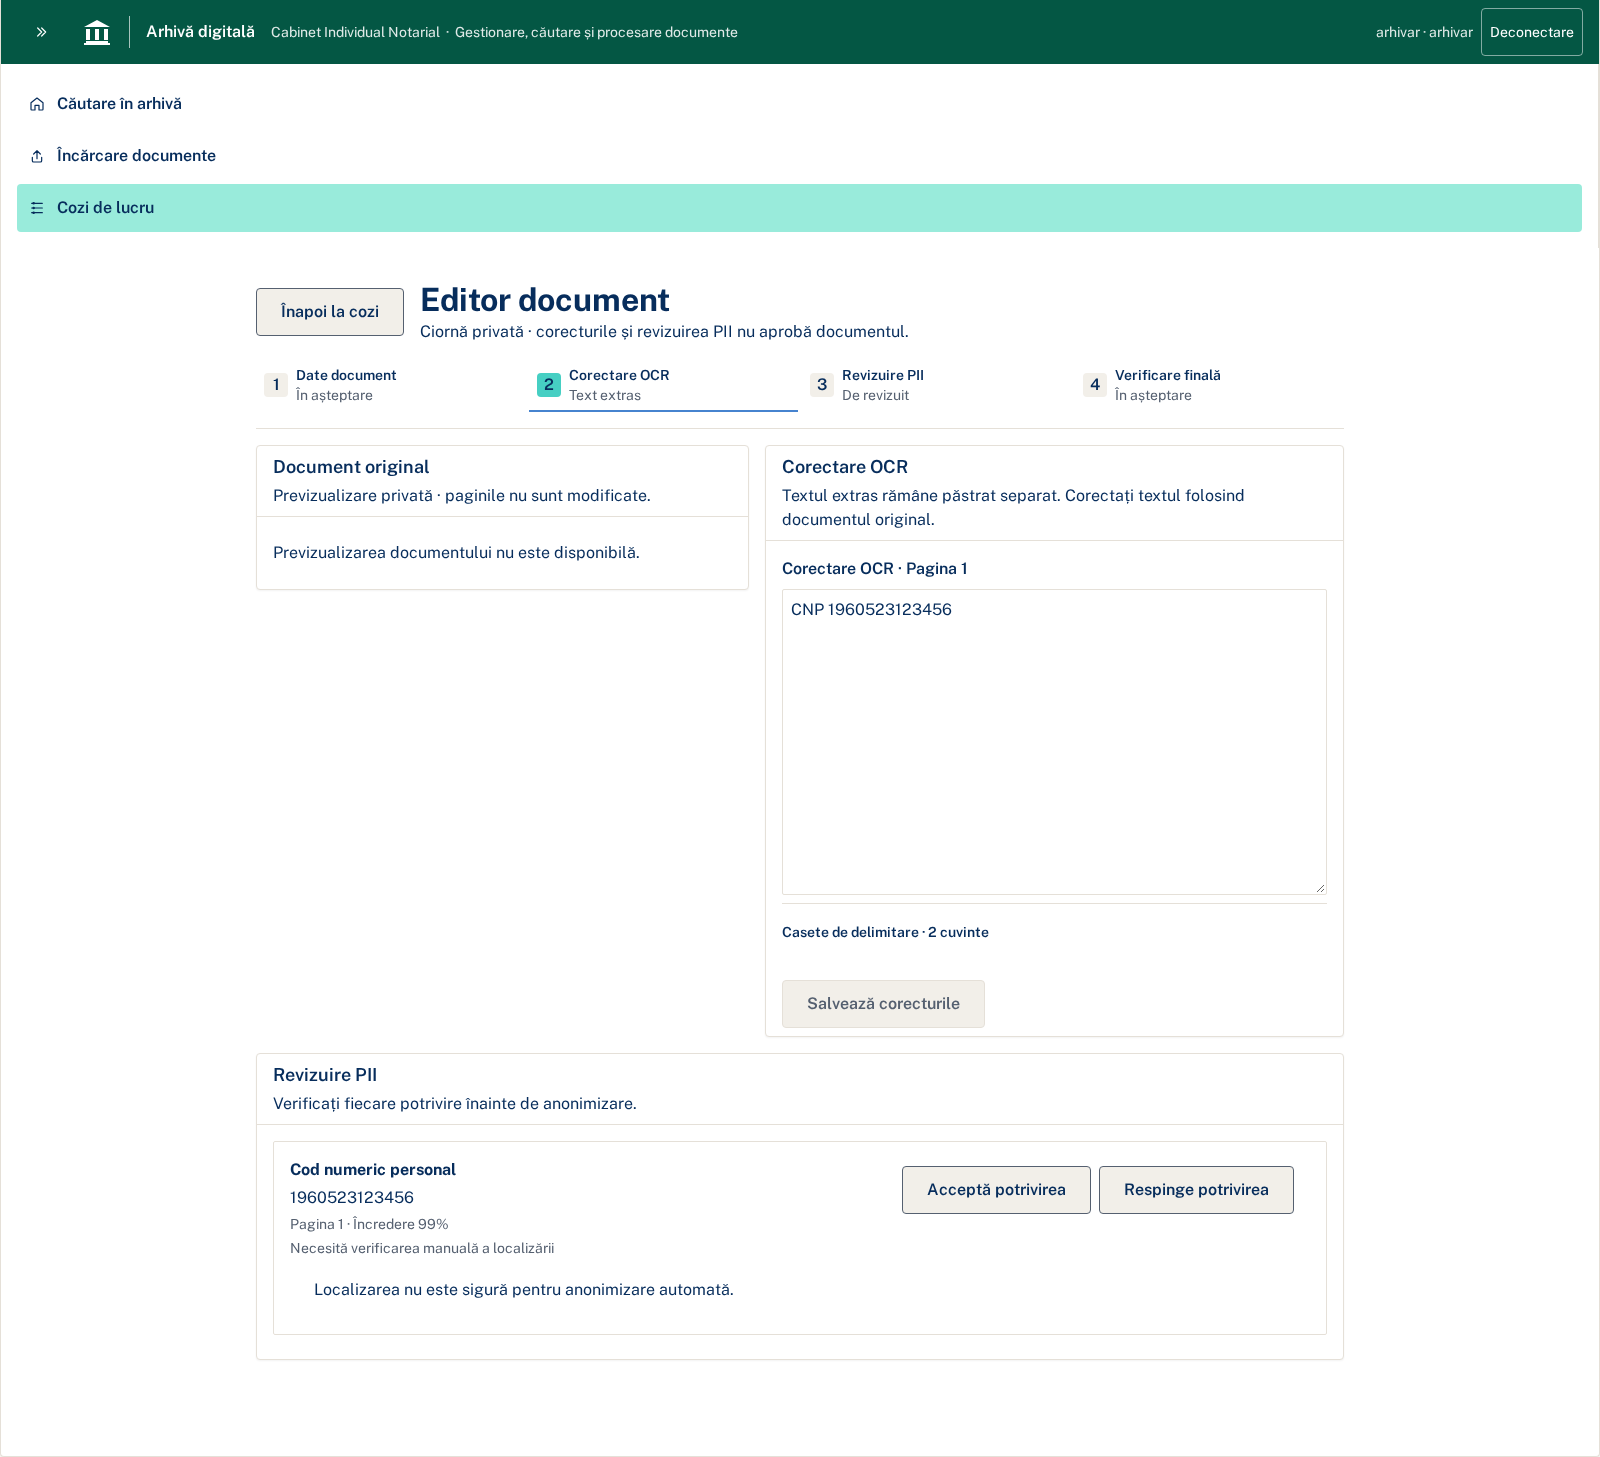 Arhivă digitală
Cabinet Individual Notarial · Gestionare, căutare și procesare documente
arhivar · arhivar
Deconectare
Căutare în arhivă
Încărcare documente
Cozi de lucru
Înapoi la cozi
Editor document
Ciornă privată · corecturile și revizuirea PII nu aprobă documentul.
1
Date document
În așteptare
2
Corectare OCR
Text extras
3
Revizuire PII
De revizuit
4
Verificare finală
În așteptare
Document original
Previzualizare privată · paginile nu sunt modificate.
Previzualizarea documentului nu este disponibilă.
Corectare OCR
Textul extras rămâne păstrat separat. Corectați textul folosind
documentul original.
Corectare OCR · Pagina 1
CNP 1960523123456
Casete de delimitare · 2 cuvinte
Salvează corecturile
Revizuire PII
Verificați fiecare potrivire înainte de anonimizare.
Cod numeric personal
1960523123456
Pagina 1 · Încredere 99%
Necesită verificarea manuală a localizării
Acceptă potrivirea
Respinge potrivirea
Localizarea nu este sigură pentru anonimizare automată.